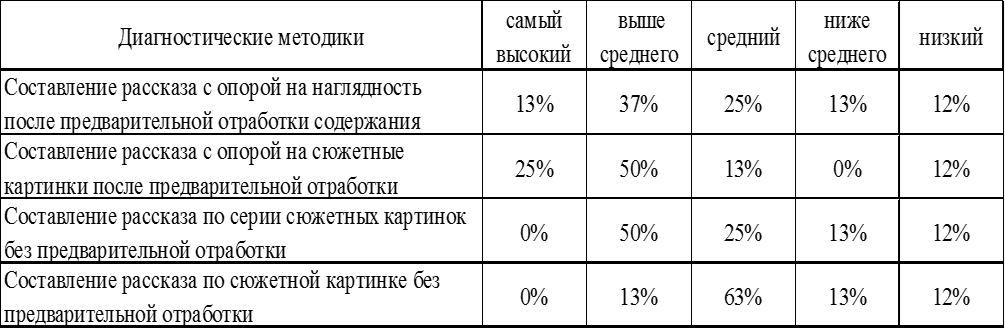 Диагностические методики самый высокий выше среднего средний ниже среднего низкий
Составление рассказа с опорой на наглядность
после предварительной отработки содержания 13% 37% 25% 13% 12%
Составление рассказа с опорой на сюжетные
картинки после предварительной отработки 25% 50% 13% 0% 12%
Составление рассказа по серии сюжетных картинок
без предварительной отработки 0% 50% 25% 13% 12%
Составление рассказа по сюжетной картинке без
предварительной отработки 0% 13% 63% 13% 12%